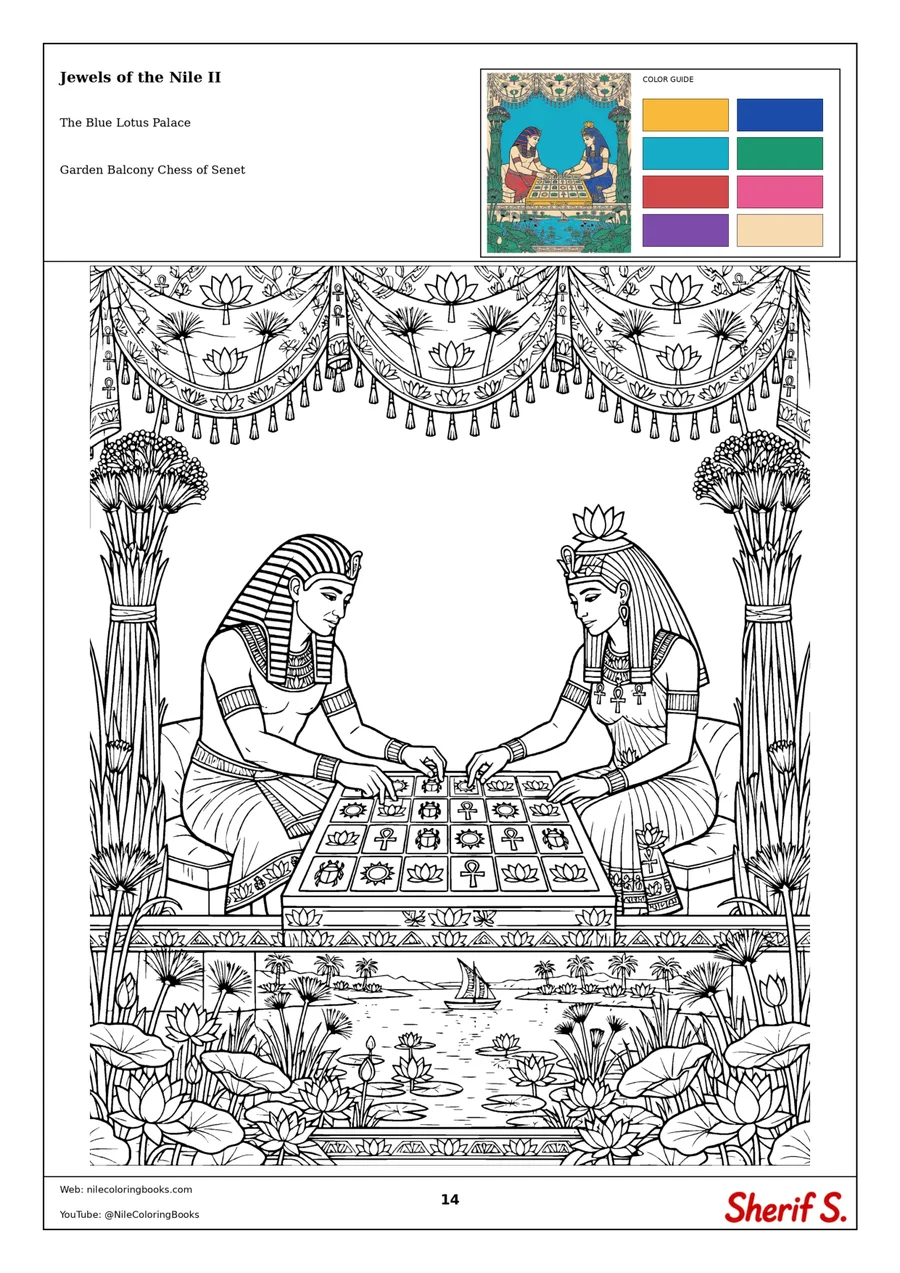 Jewels of the Nile II
The Blue Lotus Palace
Garden Balcony Chess of Senet
COLOR GUIDE
Web: nilecoloringbooks.com
YouTube: @NileColoringBooks
14
Sherif S.